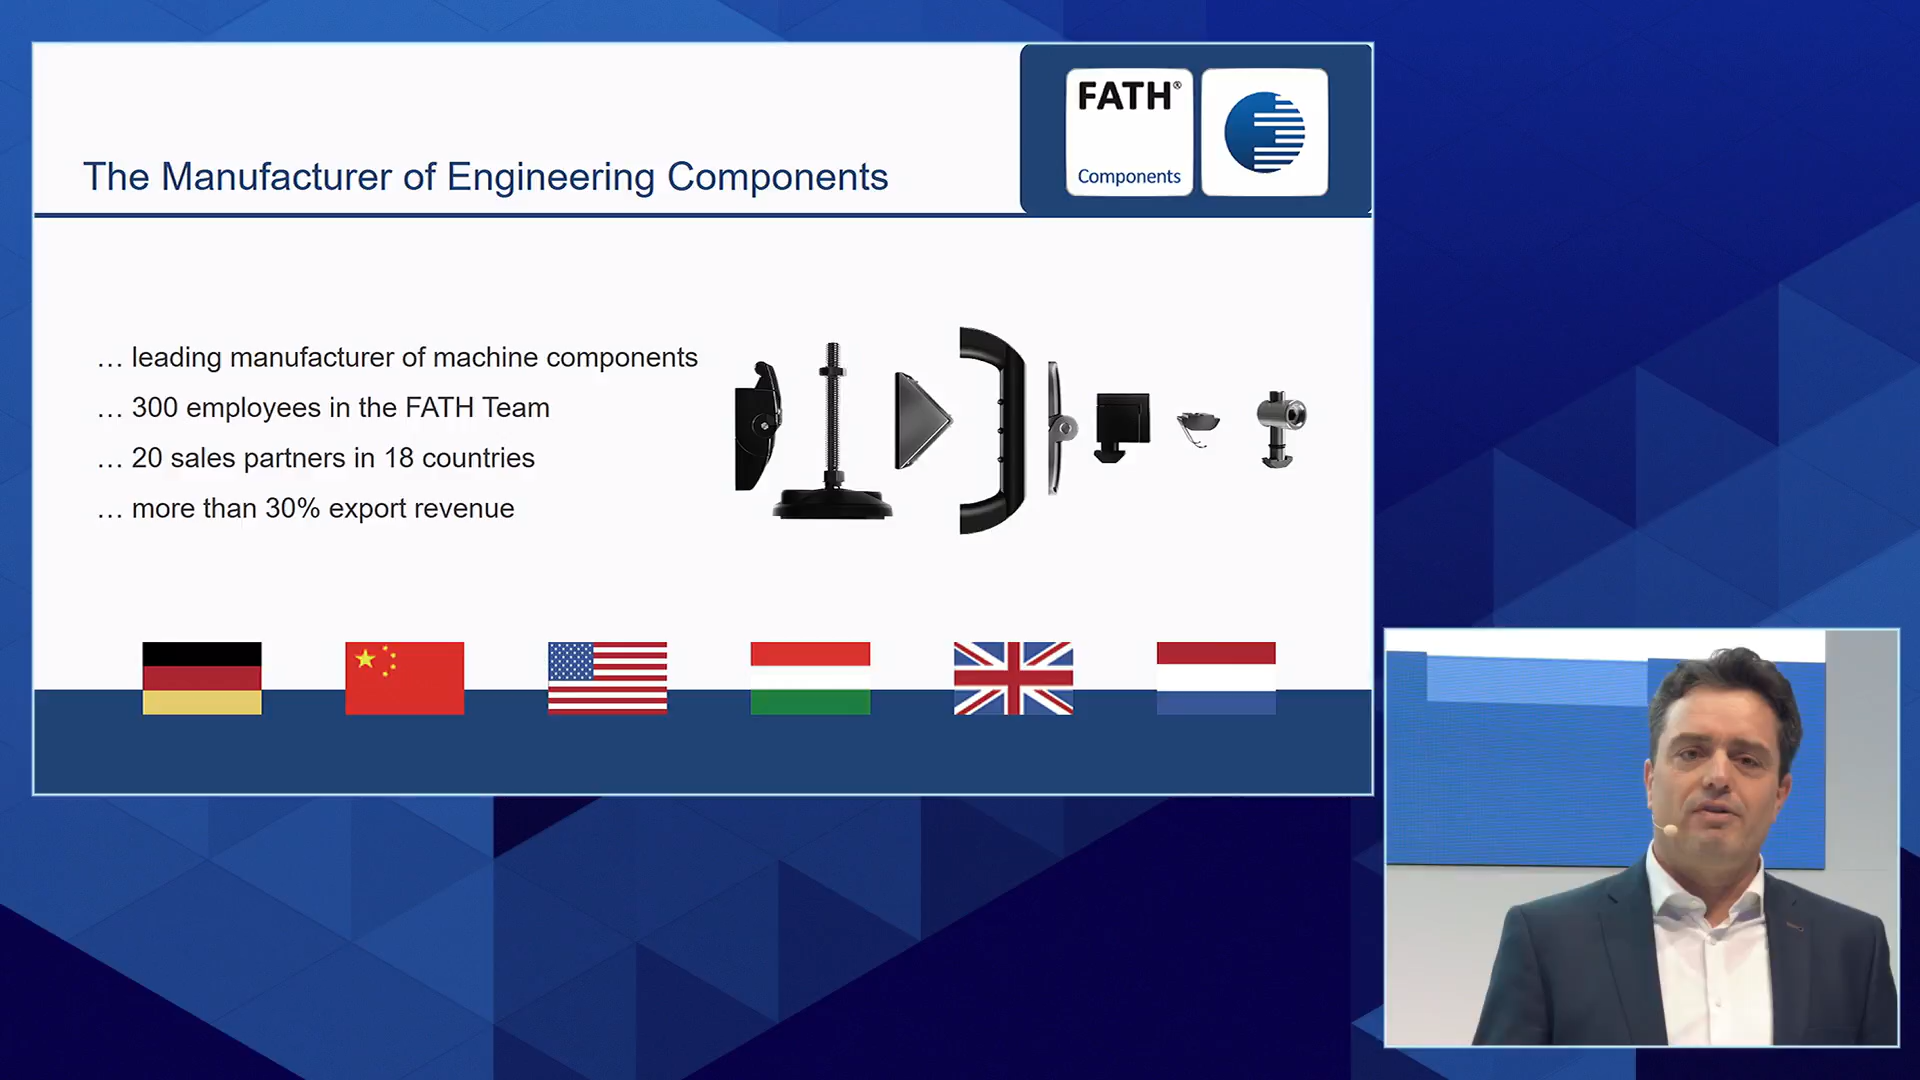 FATH®
Components
The Manufacturer of Engineering Components
… leading manufacturer of machine components
… 300 employees in the FATH Team
… 20 sales partners in 18 countries
… more than 30% export revenue